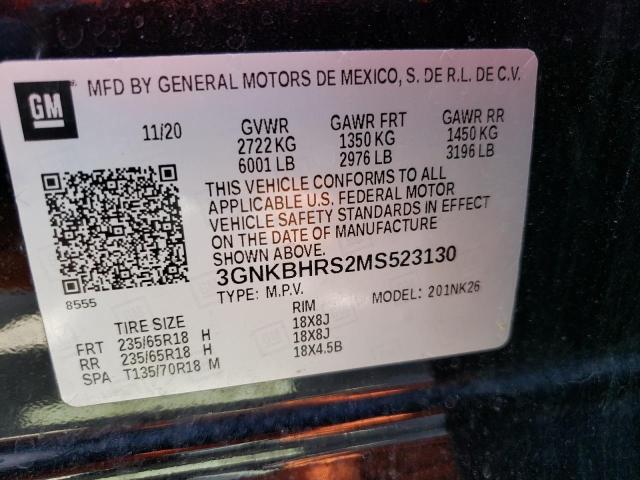 GM
MFD BY GENERAL MOTORS DE MEXICO, S. DE R.L. DE C.V.
11/20 GVWR GAWR FRT GAWR RR
2722 KG 1350 KG 1450 KG
6001 LB 2976 LB 3196 LB
THIS VEHICLE CONFORMS TO ALL
APPLICABLE U.S. FEDERAL MOTOR
VEHICLE SAFETY STANDARDS IN EFFECT
ON THE DATE OF MANUFACTURE
3GNKBHRS2MS523130
8555
TYPE: M.P.V. MODEL: 201NK26
TIRE SIZE RIM
FRT 235/65R18 H 18X8J
RR 235/65R18 H 18X8J
SPA T135/70R18 M 18X4.5B